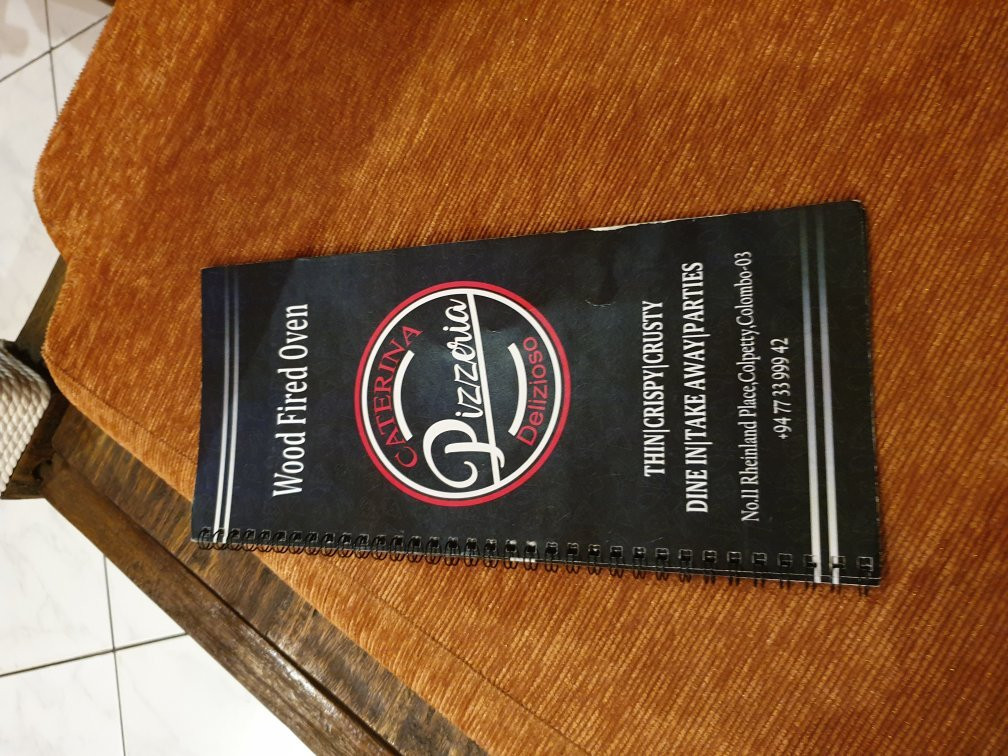 Wood Fired Oven
CATERINA
Pizzeria
Delizioso
THIN|CRISPY|CRUSTY
DINE IN|TAKE AWAY|PARTIES
No.11 Rheinland Place,Colpetty,Colombo-03
+94 77 33 999 42